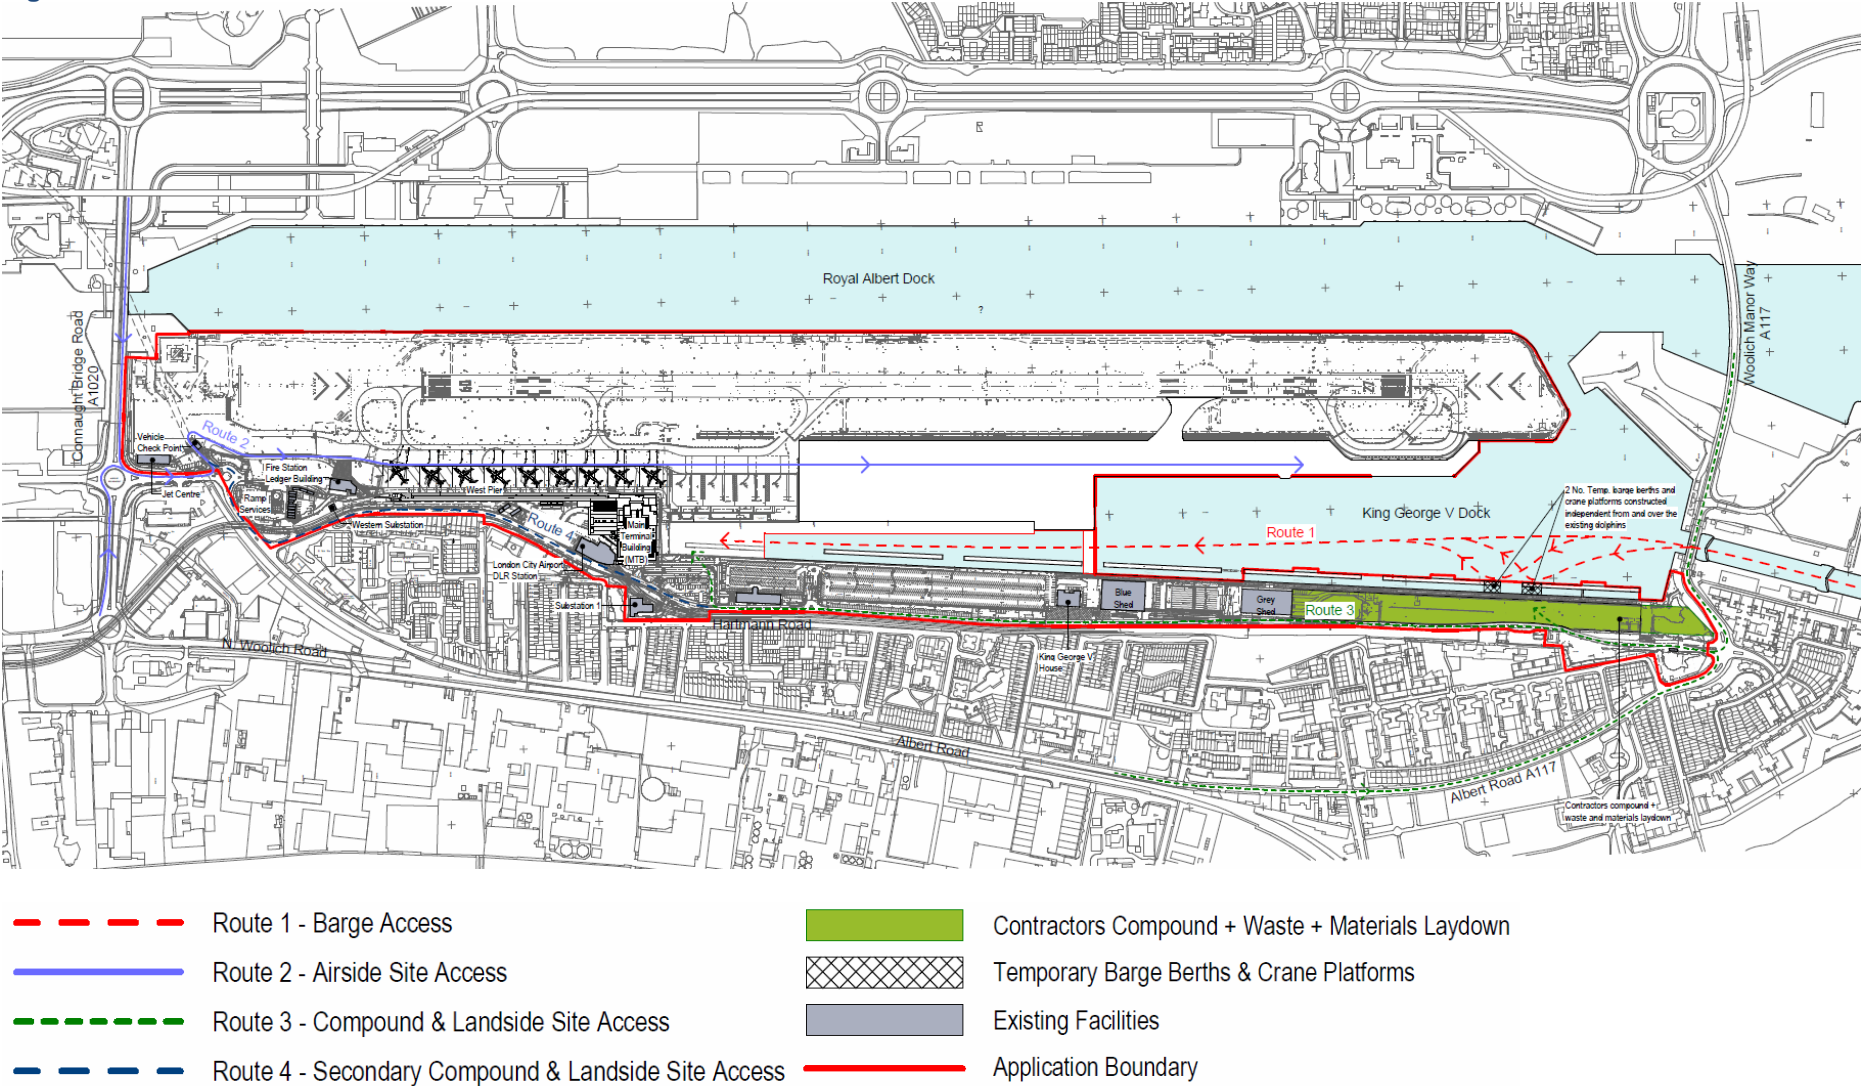 Royal Albert Dock
Connaught Bridge Road
A1020
Woolich Manor Way
A117
27
Route 2
Vehicle
Check Point
Jet Centre
Fire Station
Ledger Building
Ramp
Services
West Pier
Western Substation
Route 4
Main
Terminal
Building
(MTB)
London City Airport
DLR Station
Substation 1
King George V Dock
Route 1
2 No. Temp. barge berths and
crane platforms constructed
independent from and over the
existing dolphins
Blue
Shed
Grey
Shed
Route 3
Hartmann Road
King George V
House
N. Woolich Road
Albert Road
Albert Road A117
Contractors compound +
waste and materials laydown
Route 1 - Barge Access
Route 2 - Airside Site Access
Route 3 - Compound & Landside Site Access
Route 4 - Secondary Compound & Landside Site Access
Contractors Compound + Waste + Materials Laydown
Temporary Barge Berths & Crane Platforms
Existing Facilities
Application Boundary